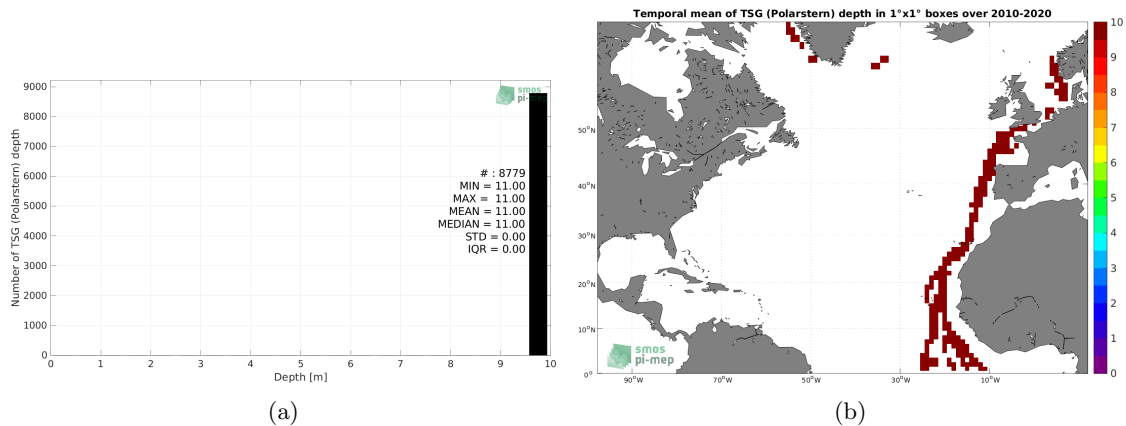 9000
8000
7000
6000
5000
4000
3000
2000
1000
0
Number of TSG (Polarstern) depth
smos
pi-mep
# : 8779
MIN = 11.00
MAX = 11.00
MEAN = 11.00
MEDIAN = 11.00
STD = 0.00
IQR = 0.00
0 1 2 3 4 5 6 7 8 9 10
Depth [m]
(a)
Temporal mean of TSG (Polarstern) depth in 1°x1° boxes over 2010-2020
50°N
40°N
30°N
20°N
10°N
0°
90°W 70°W 50°W 30°W 10°W
smos
pi-mep
10
9
8
7
6
5
4
3
2
1
0
(b)